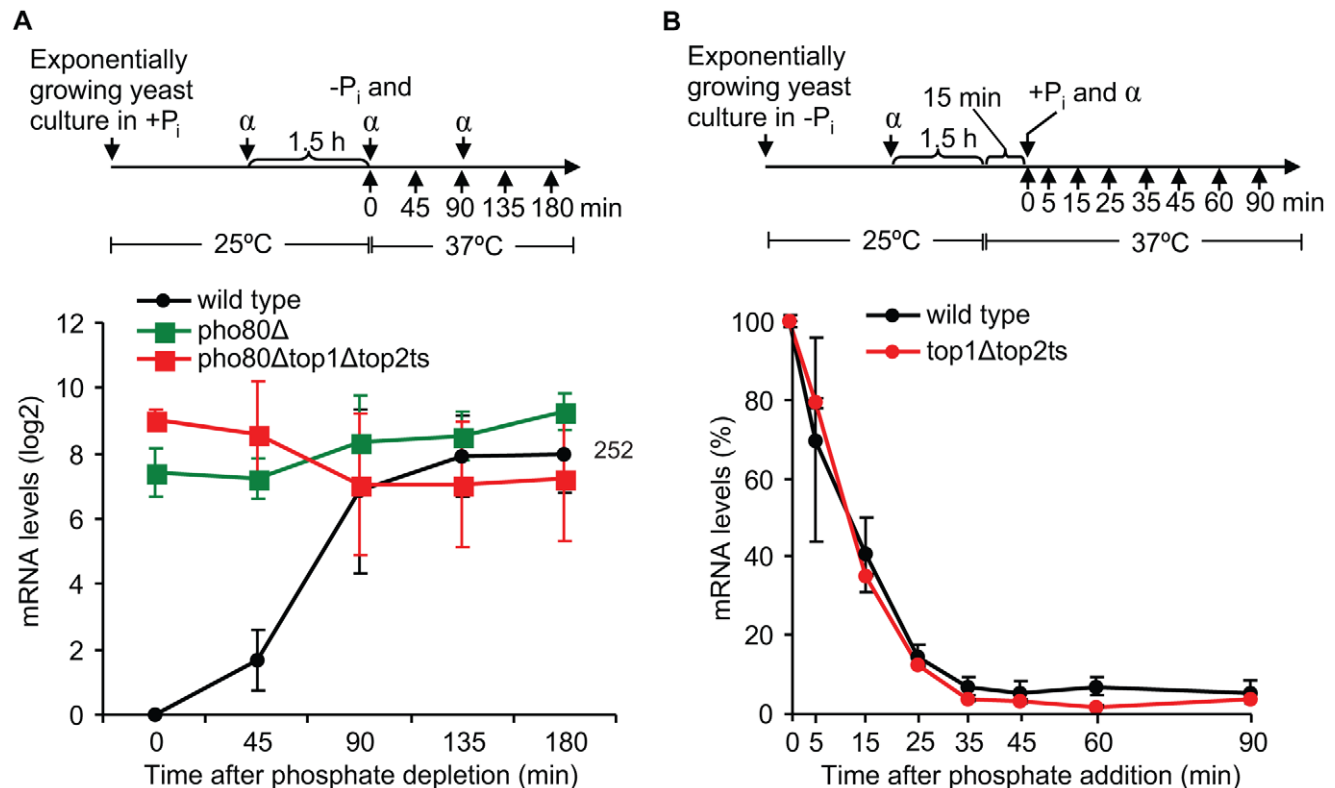 A
Exponentially
growing yeast
culture in +Pi
-Pi and
α
1.5 h
α
α
0 45 90 135 180 min
25ºC
37ºC
wild type
pho80Δ
pho80Δtop1Δtop2ts
mRNA levels (log2)
12
10
8
6
4
2
0
252
0 45 90 135 180
Time after phosphate depletion (min)
B
Exponentially
growing yeast
culture in -Pi
15 min
+Pi and α
α
1.5 h
0 5 15 25 35 45 60 90 min
25ºC
37ºC
wild type
top1Δtop2ts
mRNA levels (%)
100
80
60
40
20
0
0 5 15 25 35 45 60 90
Time after phosphate addition (min)